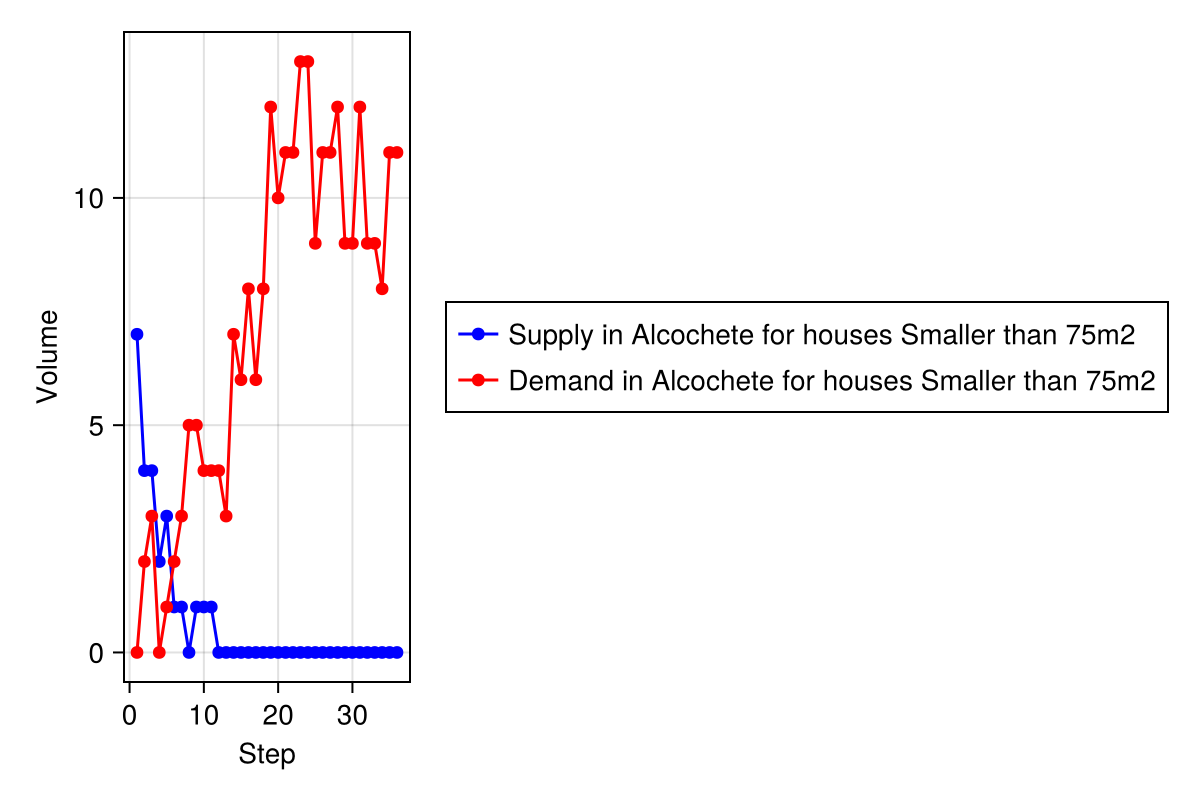 Volume
10
5
0
0 10 20 30
Step
Supply in Alcochete for houses Smaller than 75m2
Demand in Alcochete for houses Smaller than 75m2